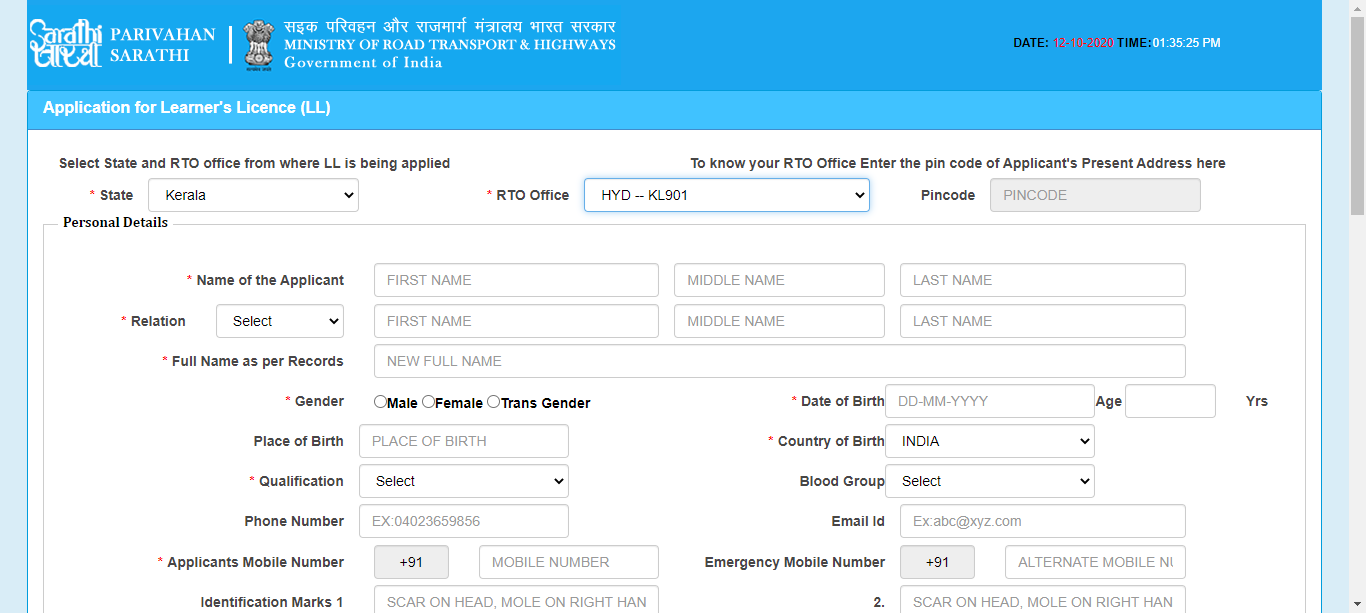 Sarathi
सारथी
PARIVAHAN
SARATHI
सड़क परिवहन और राजमार्ग मंत्रालय भारत सरकार
MINISTRY OF ROAD TRANSPORT & HIGHWAYS
Government of India
DATE: 12-10-2020 TIME:01:35:25 PM
Application for Learner's Licence (LL)
Select State and RTO office from where LL is being applied To know your RTO Office Enter the pin code of Applicant's Present Address here
* State Kerala * RTO Office HYD -- KL901 Pincode PINCODE
Personal Details
* Name of the Applicant FIRST NAME MIDDLE NAME LAST NAME
* Relation Select FIRST NAME MIDDLE NAME LAST NAME
* Full Name as per Records NEW FULL NAME
* Gender Male Female Trans Gender * Date of Birth DD-MM-YYYY Age Yrs
Place of Birth PLACE OF BIRTH * Country of Birth INDIA
* Qualification Select Blood Group Select
Phone Number EX:04023659856 Email Id Ex:abc@xyz.com
* Applicants Mobile Number +91 MOBILE NUMBER Emergency Mobile Number +91 ALTERNATE MOBILE NU
Identification Marks 1 SCAR ON HEAD, MOLE ON RIGHT HAN 2. SCAR ON HEAD, MOLE ON RIGHT HAN